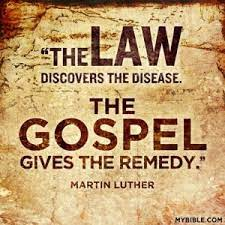 "THE LAW
DISCOVERS THE DISEASE.
THE
GOSPEL
GIVES THE REMEDY."
MARTIN LUTHER
MYBIBLE.COM